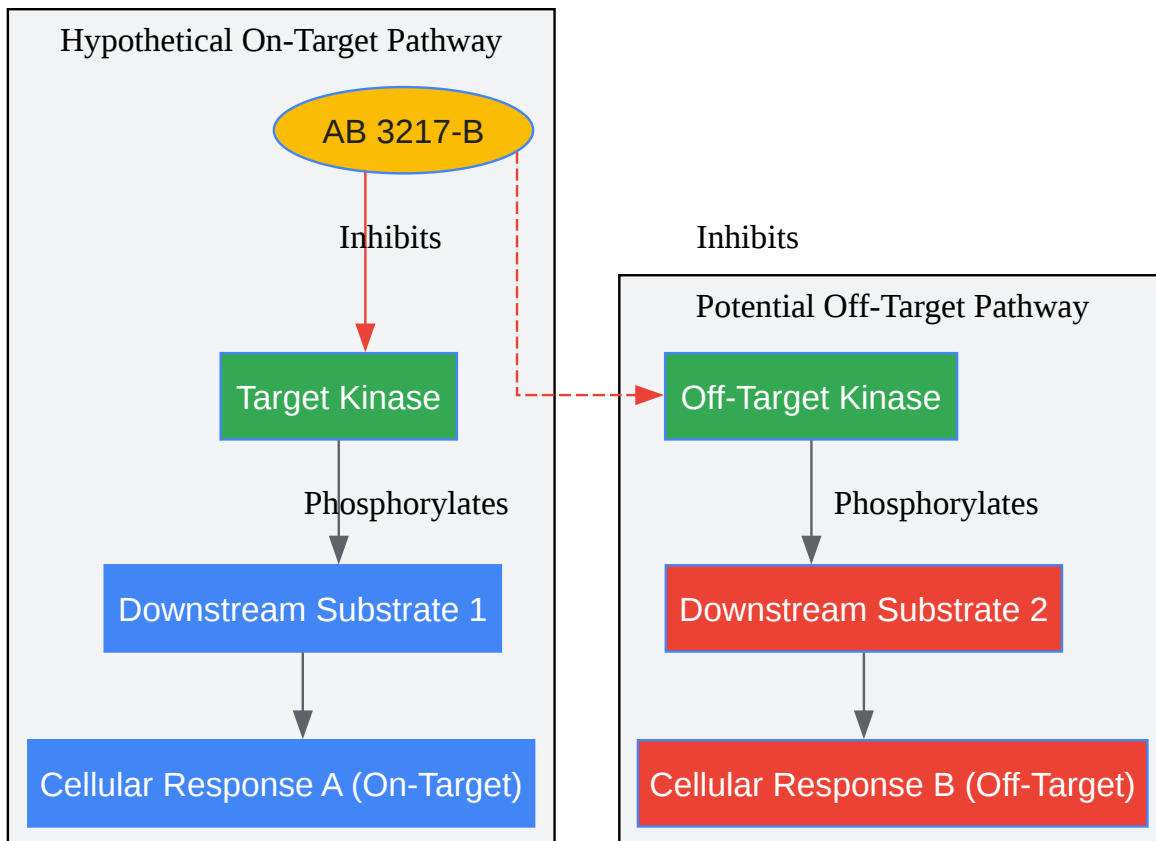 Hypothetical On-Target Pathway
AB 3217-B
Inhibits
Inhibits
Potential Off-Target Pathway
Target Kinase
Off-Target Kinase
Phosphorylates
Phosphorylates
Downstream Substrate 1
Downstream Substrate 2
Cellular Response A (On-Target)
Cellular Response B (Off-Target)